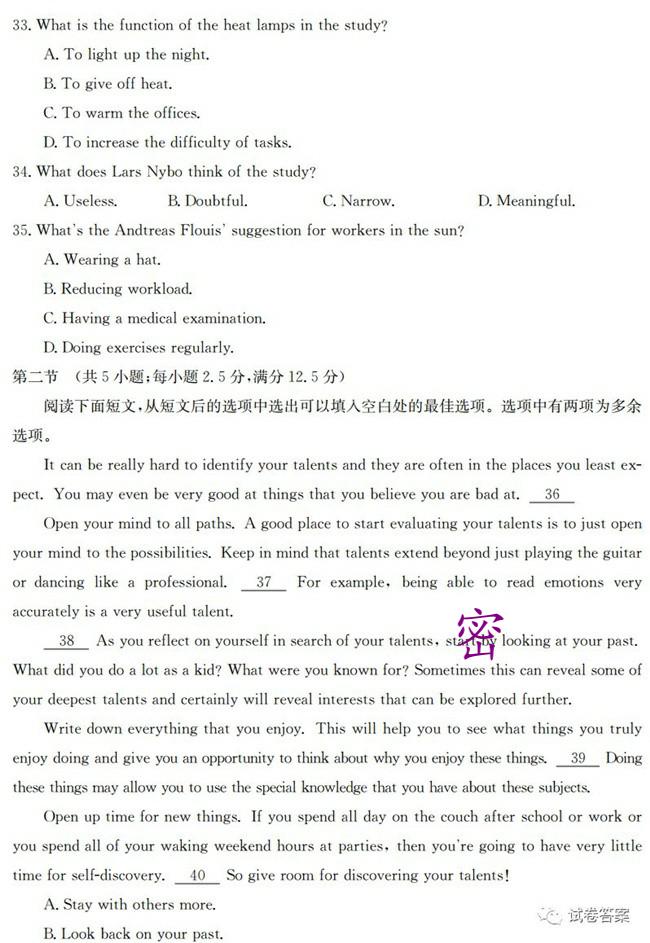 33. What is the function of the heat lamps in the study?
A. To light up the night.
B. To give off heat.
C. To warm the offices.
D. To increase the difficulty of tasks.
34. What does Lars Nybo think of the study?
A. Useless. B. Doubtful. C. Narrow. D. Meaningful.
35. What's the Andtreas Flouis' suggestion for workers in the sun?
A. Wearing a hat.
B. Reducing workload.
C. Having a medical examination.
D. Doing exercises regularly.
第二节 (共5小题;每小题2.5分,满分12.5分)
阅读下面短文,从短文后的选项中选出可以填入空白处的最佳选项。选项中有两项为多余
选项。
It can be really hard to identify your talents and they are often in the places you least ex-
pect. You may even be very good at things that you believe you are bad at. 36
Open your mind to all paths. A good place to start evaluating your talents is to just open
your mind to the possibilities. Keep in mind that talents extend beyond just playing the guitar
or dancing like a professional. 37 For example, being able to read emotions very
accurately is a very useful talent.
38 As you reflect on yourself in search of your talents, start by looking at your past.
密
What did you do a lot as a kid? What were you known for? Sometimes this can reveal some of
your deepest talents and certainly will reveal interests that can be explored further.
Write down everything that you enjoy. This will help you to see what things you truly
enjoy doing and give you an opportunity to think about why you enjoy these things. 39 Doing
these things may allow you to use the special knowledge that you have about these subjects.
Open up time for new things. If you spend all day on the couch after school or work or
you spend all of your waking weekend hours at parties, then you're going to have very little
time for self-discovery. 40 So give room for discovering your talents!
A. Stay with others more.
B. Look back on your past.
试卷答案